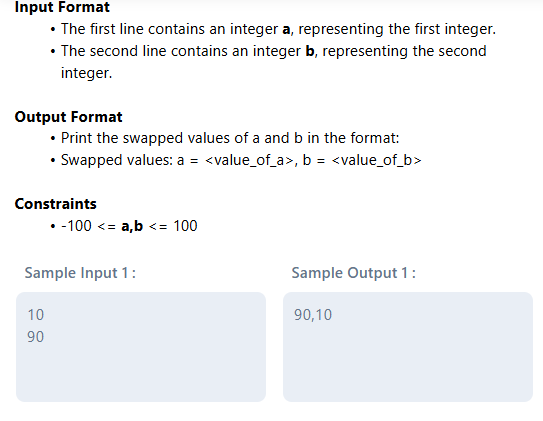 Input Format
• The first line contains an integer a, representing the first integer.
• The second line contains an integer b, representing the second
integer.
Output Format
• Print the swapped values of a and b in the format:
• Swapped values: a = <value_of_a>, b = <value_of_b>
Constraints
• -100 <= a,b <= 100
Sample Input 1 :
10
90
Sample Output 1 :
90,10